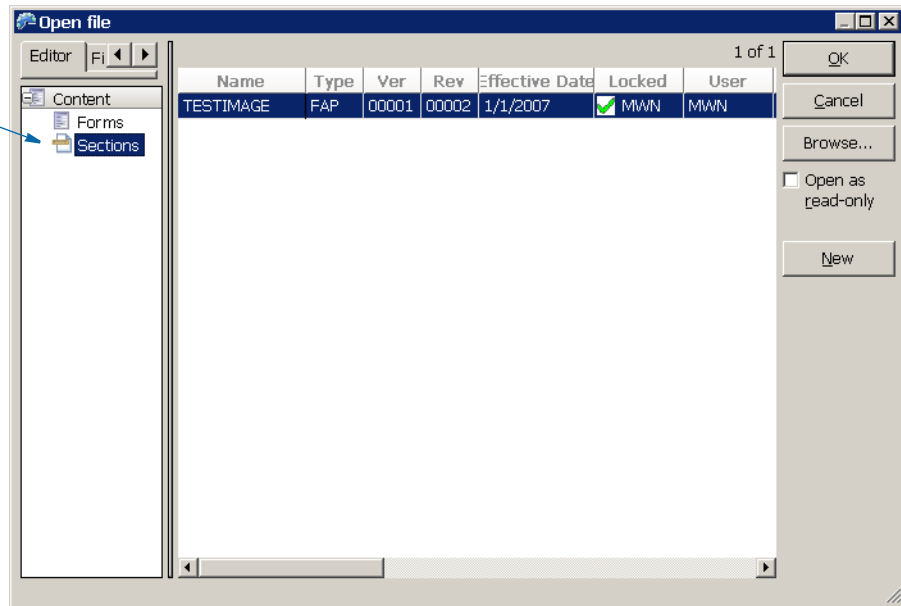 Open file
Editor Fi
1 of 1
Content
Forms
Sections
Name Type Ver Rev Effective Date Locked User
TESTIMAGE FAP 00001 00002 1/1/2007 MWN MWN
OK
Cancel
Browse...
Open as
read-only
New